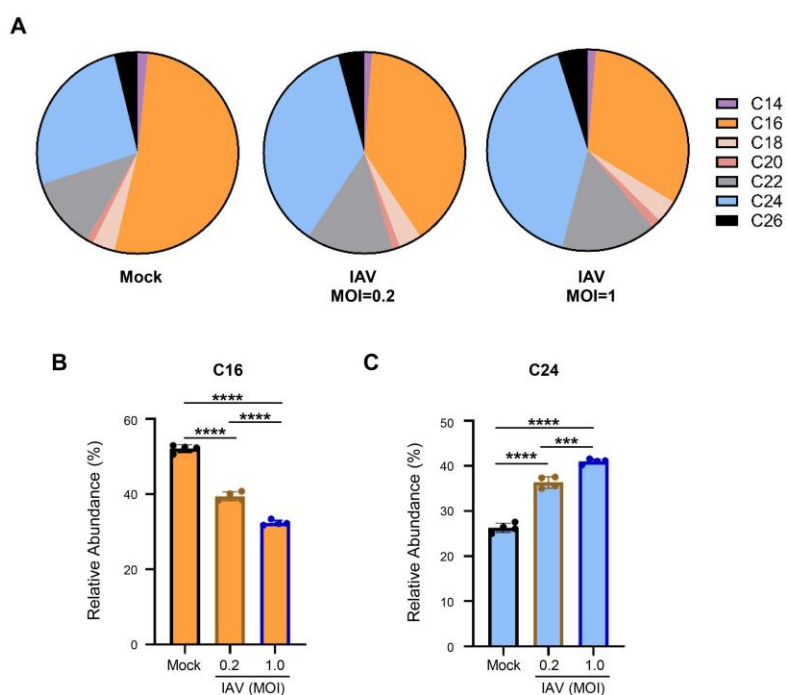 A
Mock
IAV
MOI=0.2
IAV
MOI=1
C14
C16
C18
C20
C22
C24
C26
B
C16
****
****
****
Relative Abundance (%)
60
40
20
0
Mock
0.2
1.0
IAV (MOI)
C
C24
****
***
****
Relative Abundance (%)
50
40
30
20
10
0
Mock
0.2
1.0
IAV (MOI)